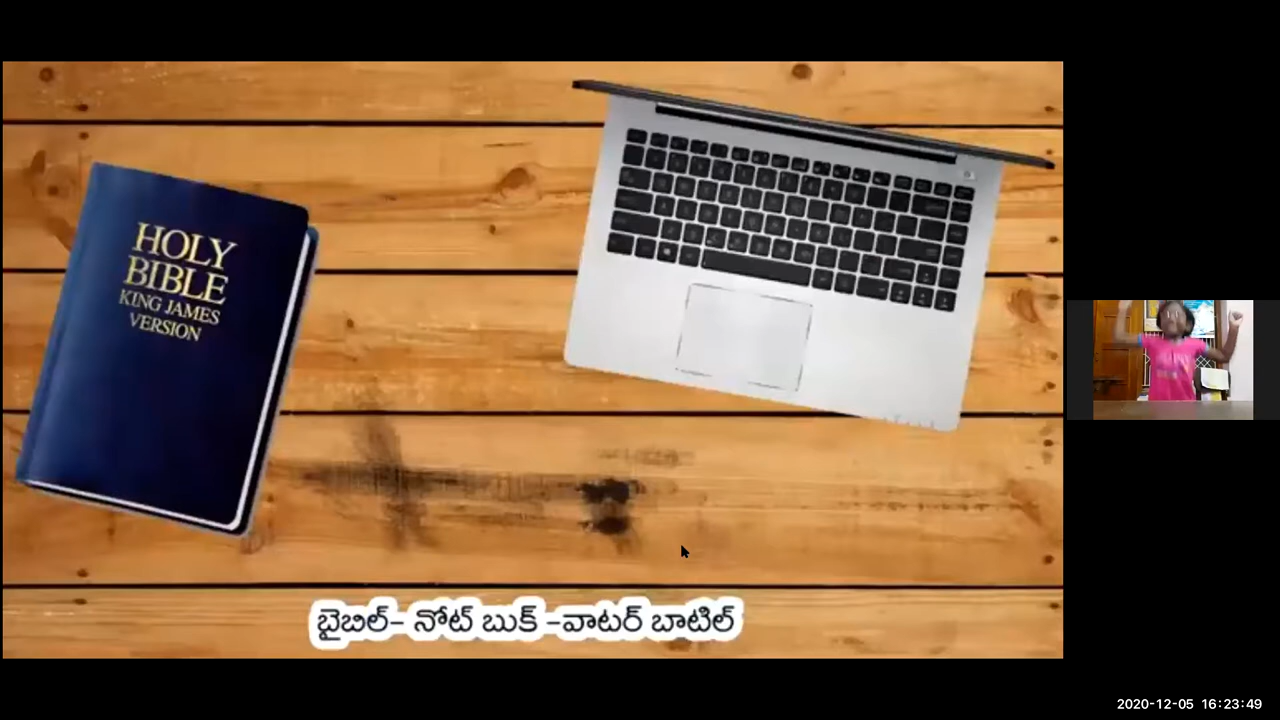 HOLY
BIBLE
KING JAMES
VERSION
బైబిల్- నోట్ బుక్ -వాటర్ బాటిల్
2020-12-05 16:23:49